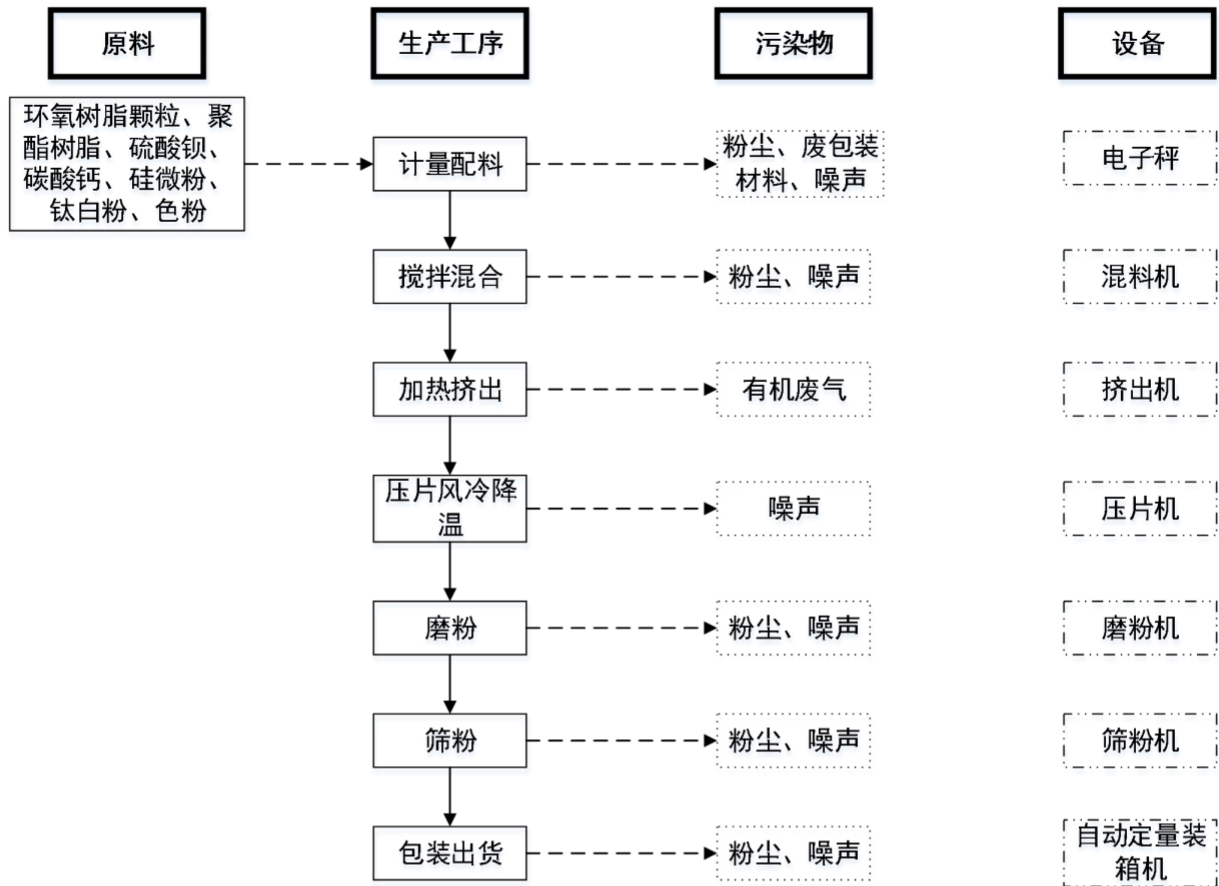 原料
生产工序
污染物
设备
环氧树脂颗粒、聚
酯树脂、硫酸钡、
碳酸钙、硅微粉、
钛白粉、色粉
计量配料
粉尘、废包装
材料、噪声
电子秤
搅拌混合
粉尘、噪声
混料机
加热挤出
有机废气
挤出机
压片风冷降
温
噪声
压片机
磨粉
粉尘、噪声
磨粉机
筛粉
粉尘、噪声
筛粉机
包装出货
粉尘、噪声
自动定量装
箱机